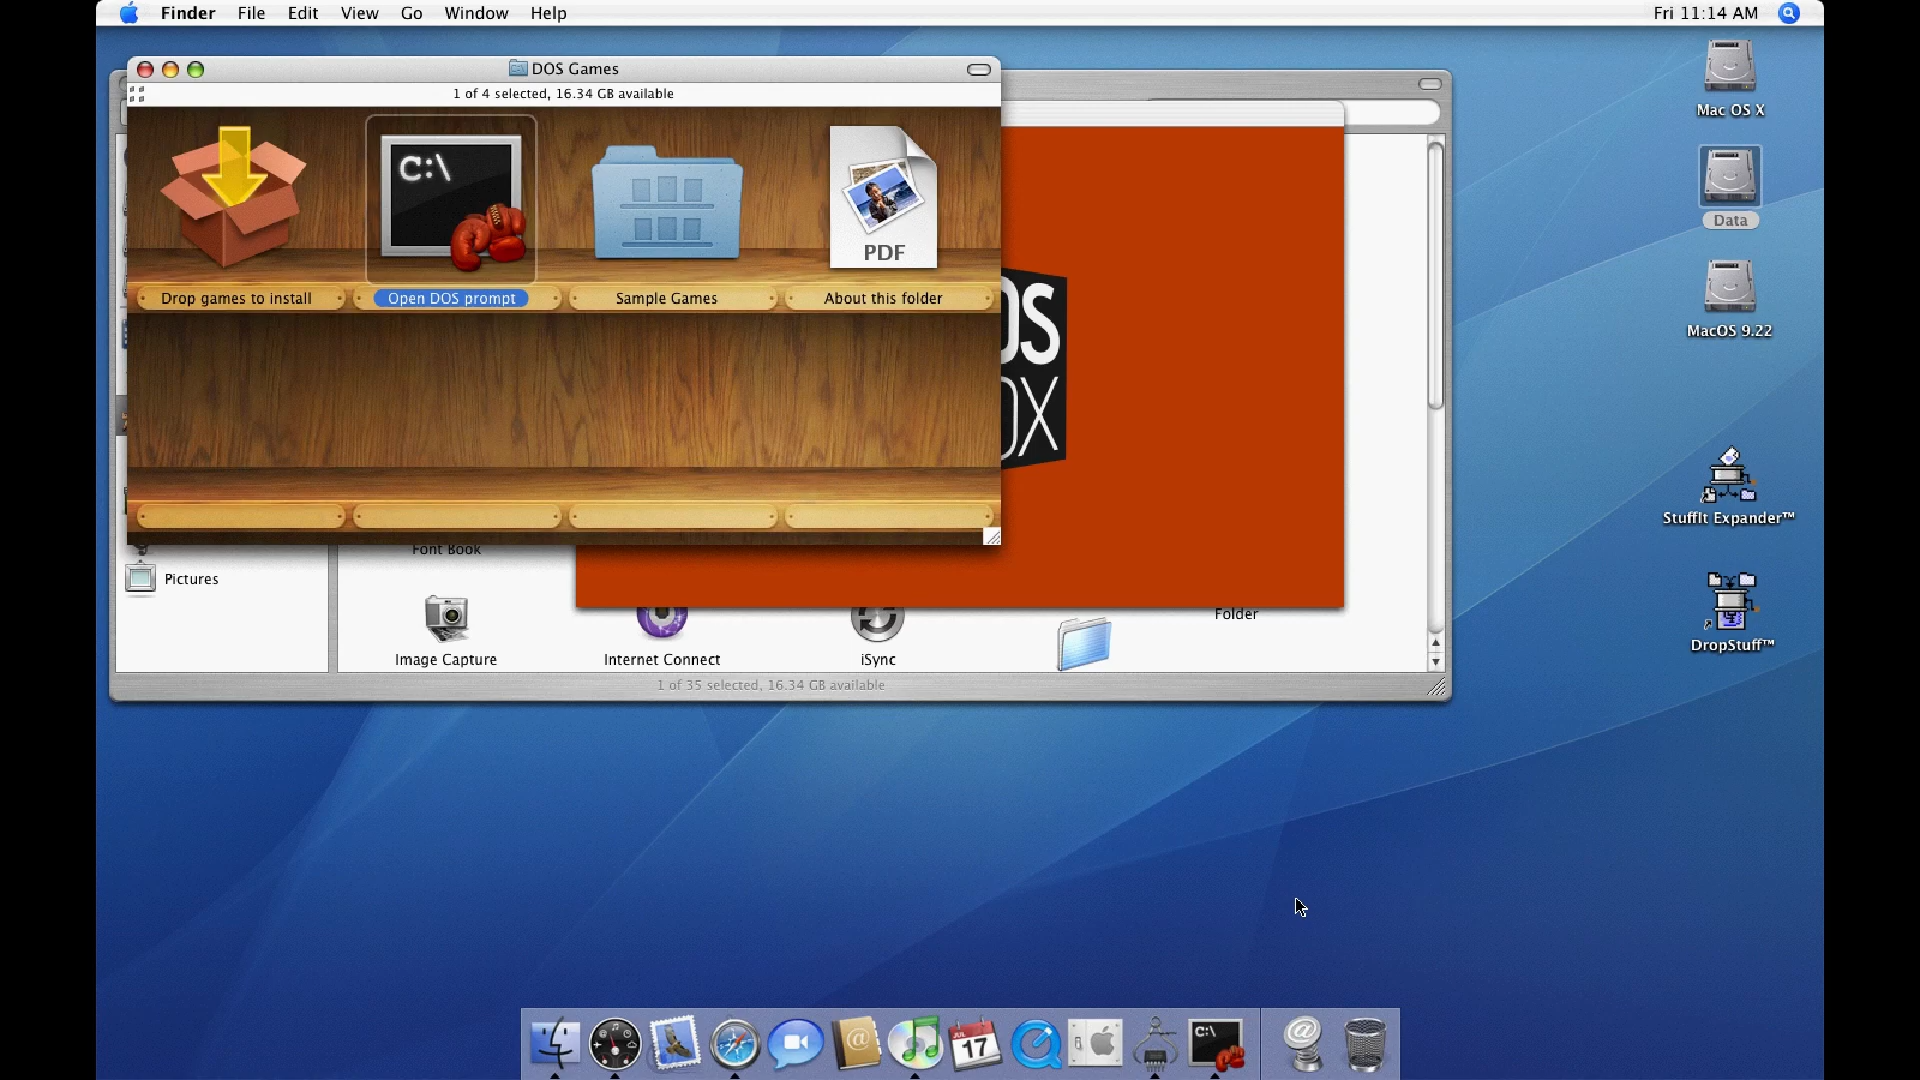 Finder File Edit View Go Window Help Fri 11:14 AM
DOS Games
1 of 4 selected, 16.34 GB available
C:\
PDF
Drop games to install Open DOS prompt Sample Games About this folder
OS
OX
Font Book
Pictures
Folder
Image Capture Internet Connect iSync
1 of 35 selected, 16.34 GB available
Mac OS X
Data
MacOS 9.22
StuffIt Expander™
DropStuff™
@
JUL
17
C:\
@